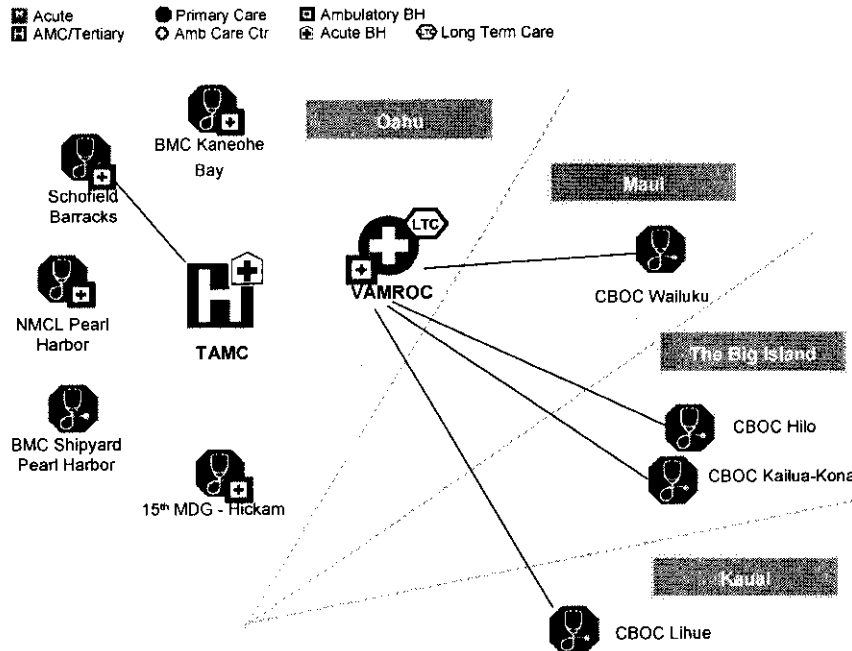 Acute
Primary Care
Ambulatory BH
AMC/Tertiary
Amb Care Ctr
Acute BH
LTC
Long Term Care
Oahu
BMC Kaneohe
Bay
Schofield
Barracks
Maui
LTC
VAMROC
CBOC Wailuku
NMCL Pearl
Harbor
H
TAMC
The Big Island
CBOC Hilo
BMC Shipyard
Pearl Harbor
CBOC Kailua-Kona
15th MDG - Hickam
Kauai
CBOC Lihue